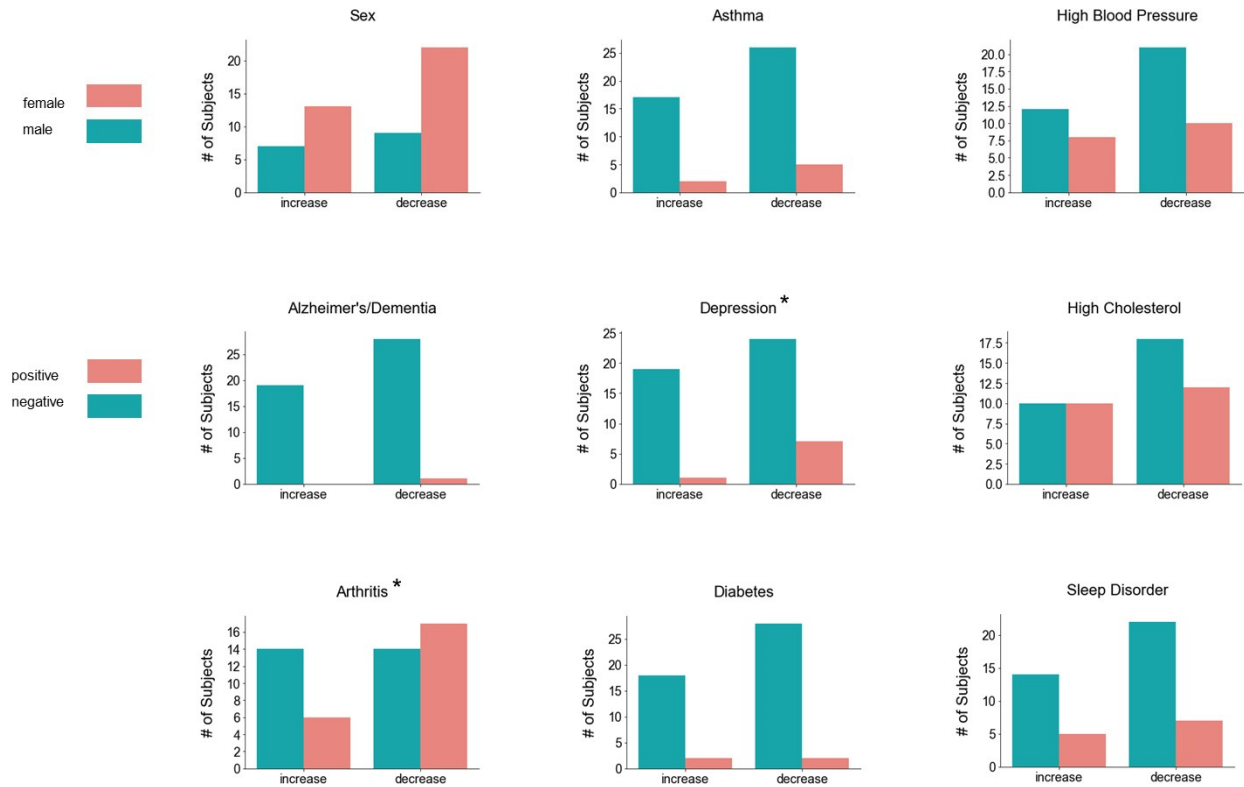 female
male
Sex
# of Subjects
20
15
10
5
0
increase
decrease
Asthma
# of Subjects
25
20
15
10
5
0
increase
decrease
High Blood Pressure
# of Subjects
20.0
17.5
15.0
12.5
10.0
7.5
5.0
2.5
0.0
increase
decrease
positive
negative
Alzheimer's/Dementia
# of Subjects
25
20
15
10
5
0
increase
decrease
Depression *
# of Subjects
25
20
15
10
5
0
increase
decrease
High Cholesterol
# of Subjects
17.5
15.0
12.5
10.0
7.5
5.0
2.5
0.0
increase
decrease
Arthritis *
# of Subjects
16
14
12
10
8
6
4
2
0
increase
decrease
Diabetes
# of Subjects
25
20
15
10
5
0
increase
decrease
Sleep Disorder
# of Subjects
20
15
10
5
0
increase
decrease